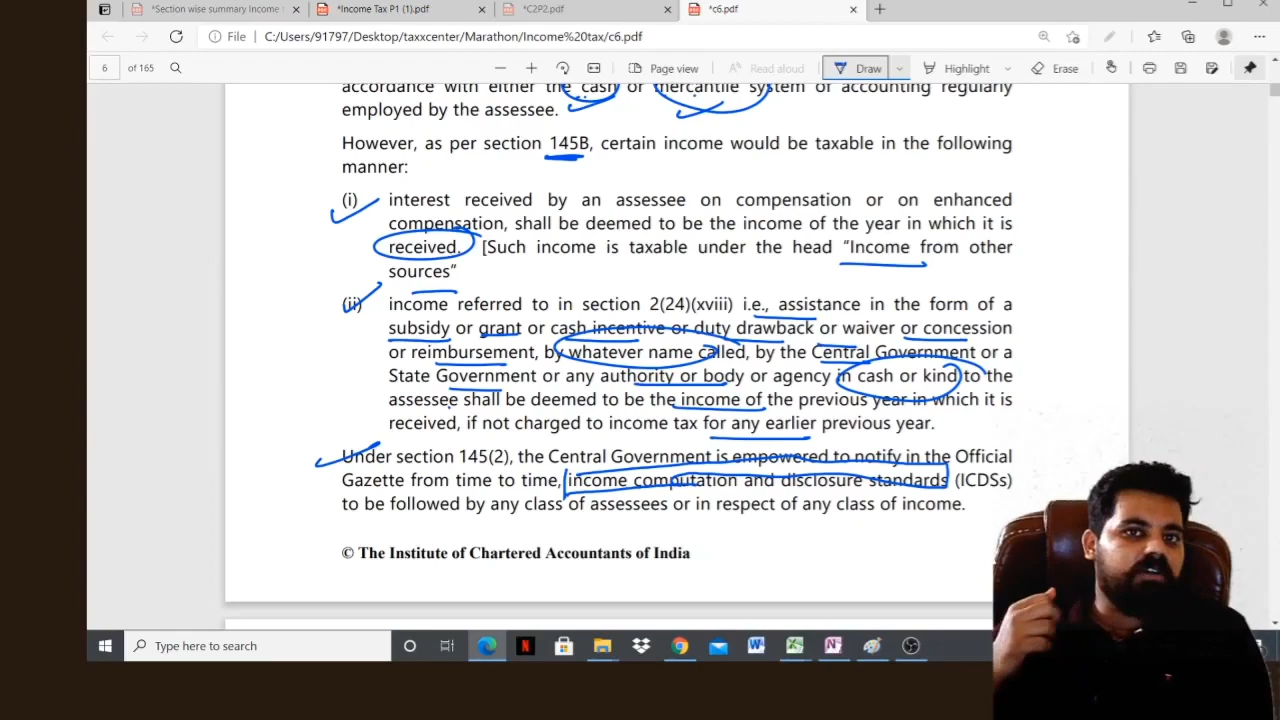 *Section wise summary Income
*Income Tax P1 (1).pdf
*C2P2.pdf
*c6.pdf
File
C:/Users/91797/Desktop/taxxcenter/Marathon/Income%20tax/c6.pdf
6
of 165
Page view
Read aloud
Draw
Highlight
Erase
accordance with either the cash or mercantile system of accounting regularly
employed by the assessee.
However, as per section 145B, certain income would be taxable in the following
manner:
(i) interest received by an assessee on compensation or on enhanced
compensation, shall be deemed to be the income of the year in which it is
received. [Such income is taxable under the head “Income from other
sources”
(ii) income referred to in section 2(24)(xviii) i.e., assistance in the form of a
subsidy or grant or cash incentive or duty drawback or waiver or concession
or reimbursement, by whatever name called, by the Central Government or a
State Government or any authority or body or agency in cash or kind to the
assessee shall be deemed to be the income of the previous year in which it is
received, if not charged to income tax for any earlier previous year.
Under section 145(2), the Central Government is empowered to notify in the Official
Gazette from time to time, income computation and disclosure standards (ICDSs)
to be followed by any class of assessees or in respect of any class of income.
© The Institute of Chartered Accountants of India
Type here to search